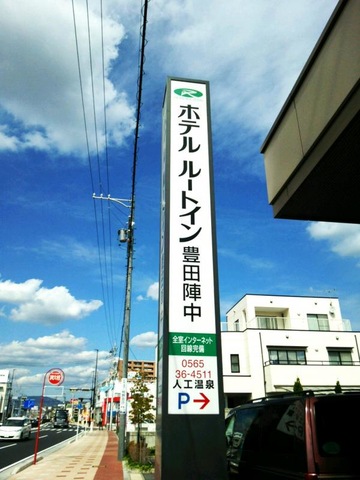 R
ホテル ルートイン豊田陣中
全室インターネット
回線完備
0565
36-4511
人工温泉
P→